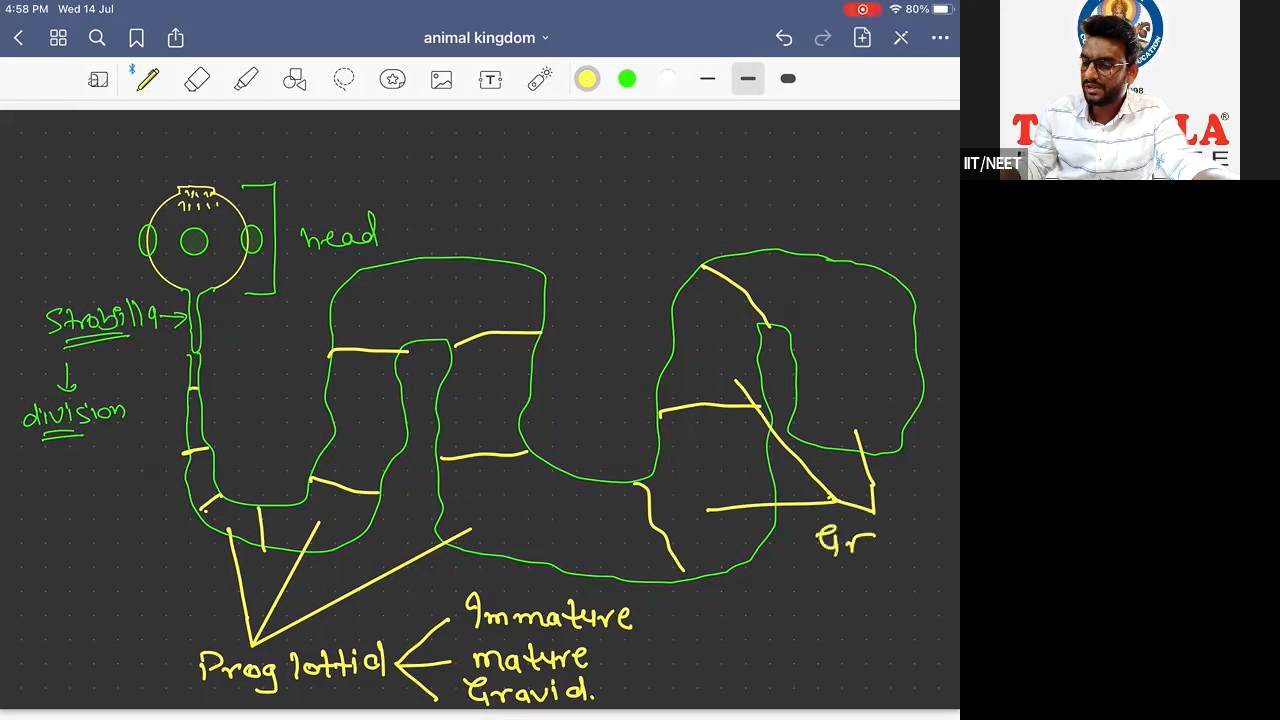 4:58 PM Wed 14 Jul
80%
animal kingdom
head
Strobilla
division
Gr
Proglottid
Immature
mature
Gravid.
IIT/NEET